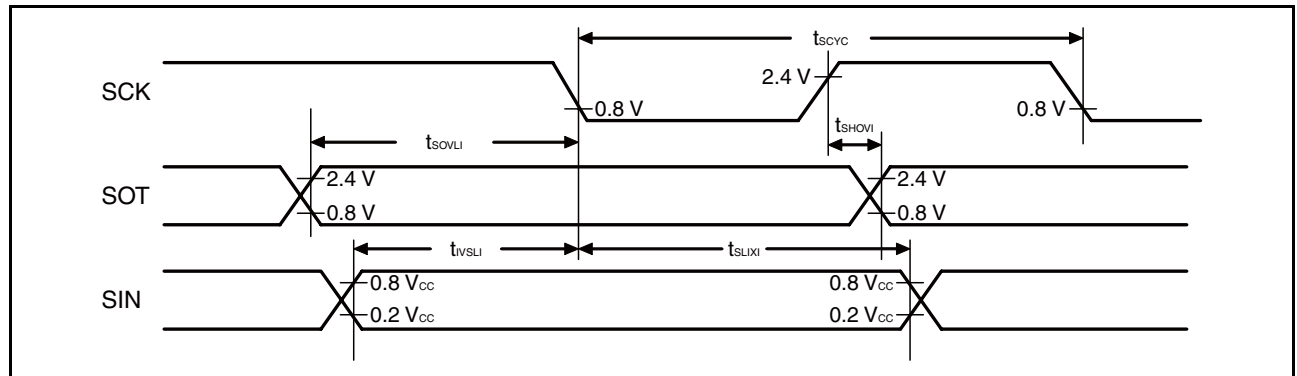 tSCYC
SCK
2.4 V
0.8 V
0.8 V
tSHOVI
tSOVLI
SOT
2.4 V
0.8 V
2.4 V
0.8 V
tIVSLI
tSLIXI
SIN
0.8 VCC
0.2 VCC
0.8 VCC
0.2 VCC